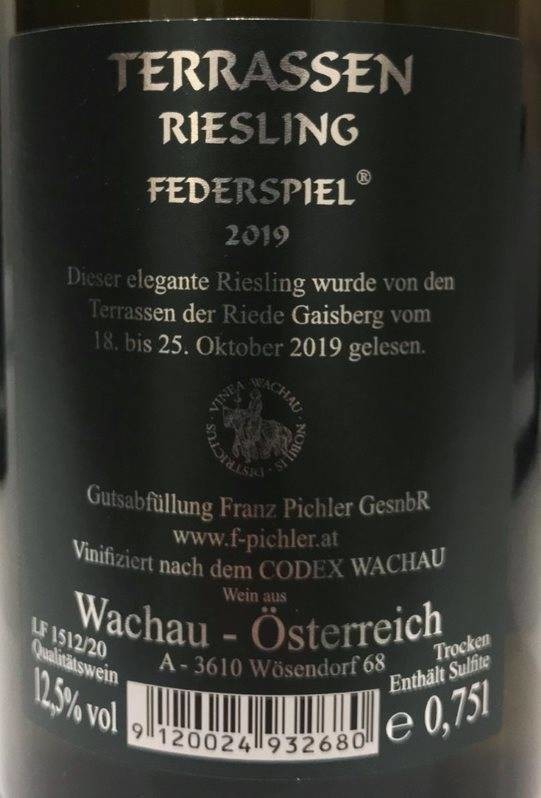 TERRASSEN
RIESLING
FEDERSPIEL®
2019
Dieser elegante Riesling wurde von den
Terrassen der Riede Gaisberg vom
18. bis 25. Oktober 2019 gelesen.
VINEA WACHAU · NOBILIS DISTRICTUS ·
Gutsabfüllung Franz Pichler GesnbR
www.f-pichler.at
Vinifiziert nach dem CODEX WACHAU
Wein aus
Wachau - Österreich
A - 3610 Wösendorf 68
LF 1512/20
Qualitätswein
12,5% vol
Trocken
Enthält Sulfite
e 0,75l
9 120024 932680